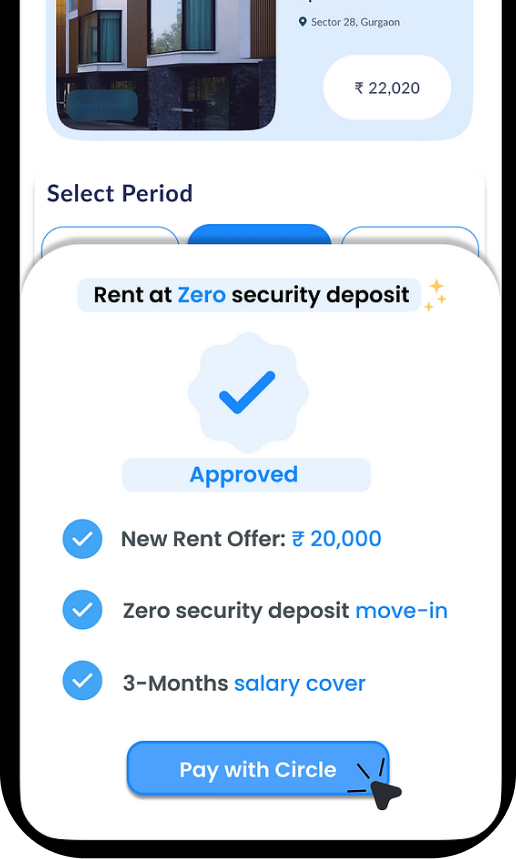 Sector 28, Gurgaon
₹ 22,020
Select Period
Rent at Zero security deposit
Approved
New Rent Offer: ₹ 20,000
Zero security deposit move-in
3-Months salary cover
Pay with Circle